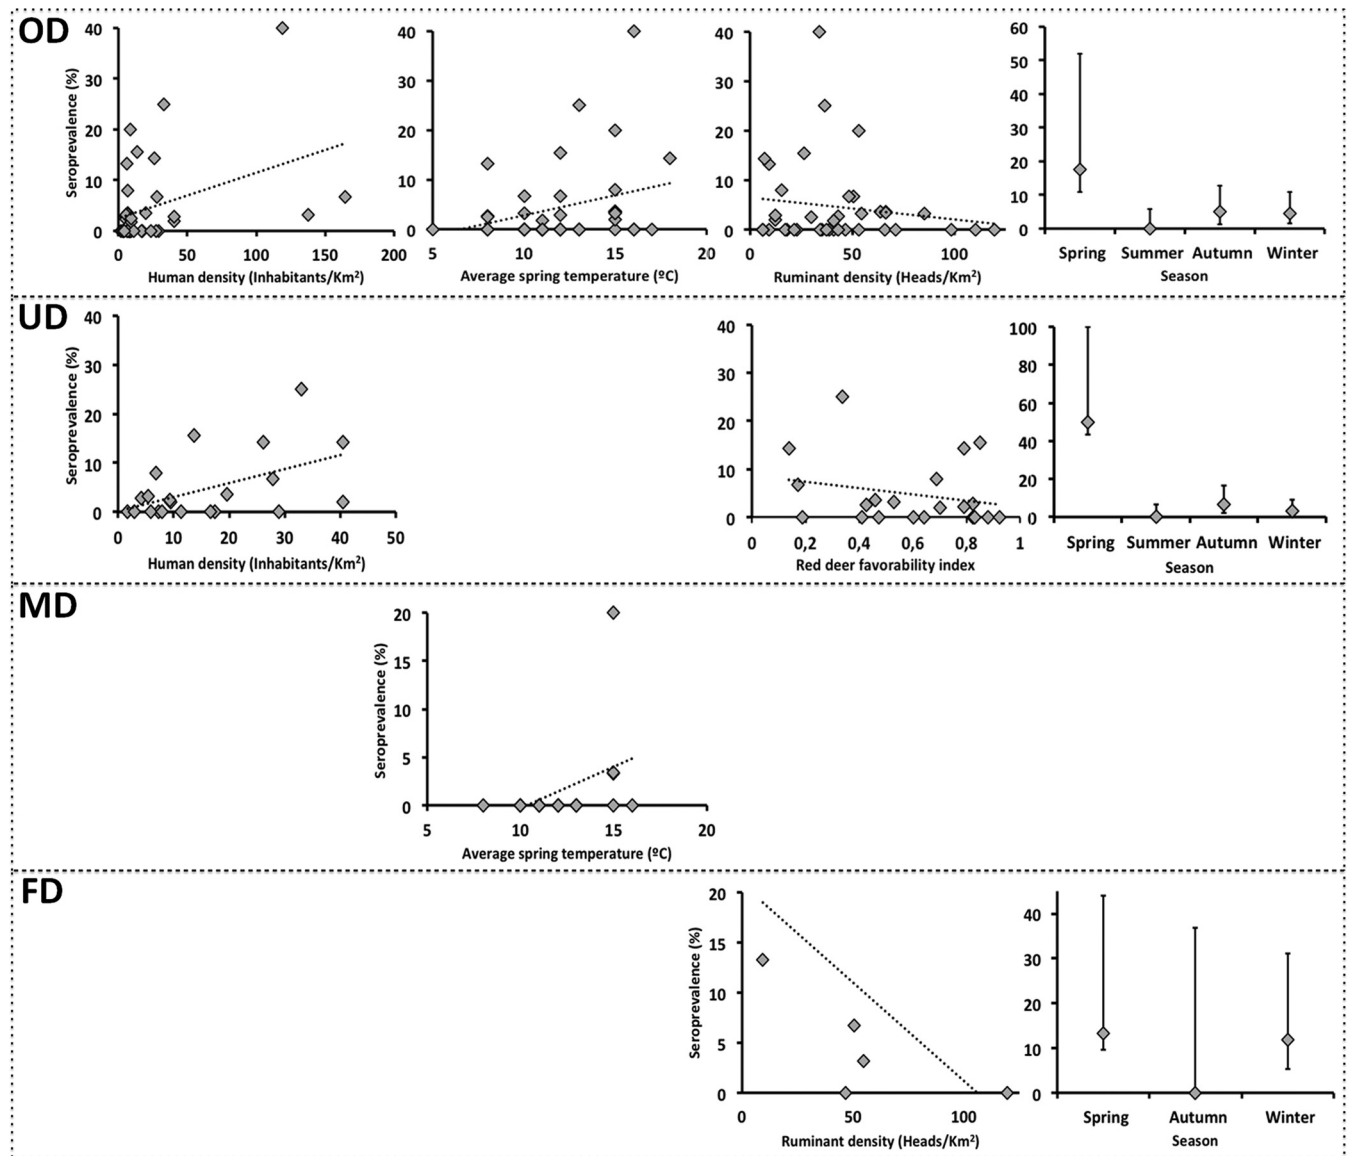 OD
Seroprevalence (%)
40
30
20
10
0
0 50 100 150 200
Human density (Inhabitants/Km²)
40
30
20
10
0
5 10 15 20
Average spring temperature (ºC)
40
30
20
10
0
0 50 100
Ruminant density (Heads/Km²)
60
50
40
30
20
10
0
Spring Summer Autumn Winter
Season
UD
Seroprevalence (%)
40
30
20
10
0
0 10 20 30 40 50
Human density (Inhabitants/Km²)
40
30
20
10
0
0 0,2 0,4 0,6 0,8 1
Red deer favorability index
100
80
60
40
20
0
Spring Summer Autumn Winter
Season
MD
Seroprevalence (%)
20
15
10
5
0
5 10 15 20
Average spring temperature (ºC)
FD
Seroprevalence (%)
20
15
10
5
0
0 50 100
Ruminant density (Heads/Km²)
40
30
20
10
0
Spring Autumn Winter
Season